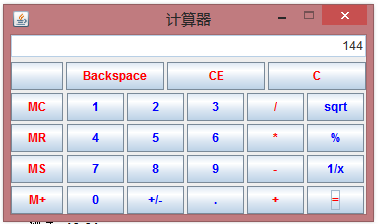 计算器
144
Backspace CE C
MC 1 2 3 / sqrt
MR 4 5 6 * %
MS 7 8 9 - 1/x
M+ 0 +/- . + =